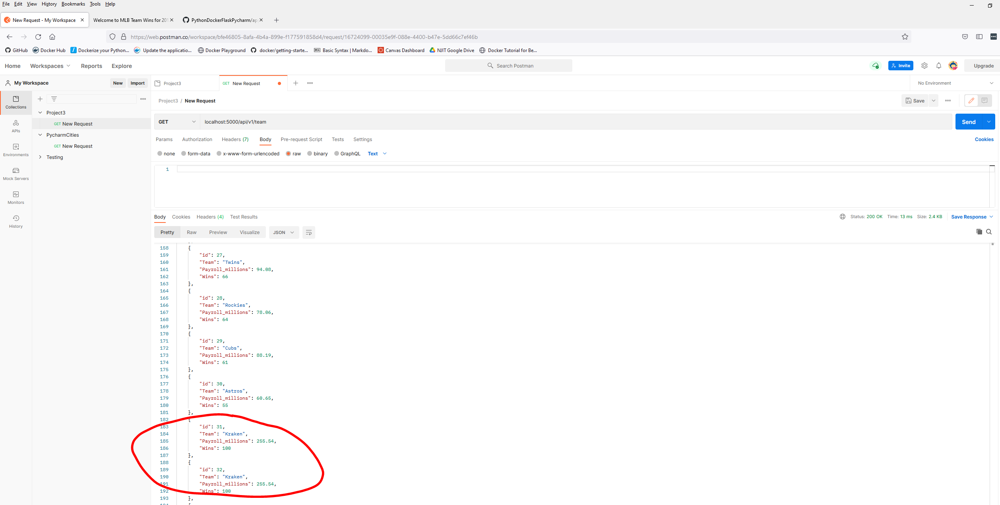 File Edit View History Bookmarks Tools Help
New Request - My Workspace Welcome to MLB Team Wins for 201 PythonDockerFlaskPycharm/ap
https://web.postman.co/workspace/bfe46805-8afa-4b4a-899e-f177591858d4/request/16724099-00035e9f-088e-4400-b47e-5dd66c7ef46b
GitHub Docker Hub Dockerize your Python... Update the applicatio... Docker Playground docker/getting-starte... Basic Syntax | Markdo... Canvas Dashboard NJIT Google Drive Docker Tutorial for Be...
Home Workspaces Reports Explore Search Postman Invite Upgrade
My Workspace New Import Project3 GET New Request No Environment
Collections
APIs
Environments
Mock Servers
Monitors
History
Project3
GET New Request
PycharmCities
GET New Request
Testing
Project3 / New Request Save
GET localhost:5000/api/v1/team Send
Params Authorization Headers (7) Body Pre-request Script Tests Settings Cookies
none form-data x-www-form-urlencoded raw binary GraphQL Text
1
Body Cookies Headers (4) Test Results Status: 200 OK Time: 13 ms Size: 2.4 KB Save Response
Pretty Raw Preview Visualize JSON
158 {
159 "id": 27,
160 "Team": "Twins",
161 "Payroll_millions": 94.08,
162 "Wins": 66
163 },
164 {
165 "id": 28,
166 "Team": "Rockies",
167 "Payroll_millions": 78.06,
168 "Wins": 64
169 },
170 {
171 "id": 29,
172 "Team": "Cubs",
173 "Payroll_millions": 88.19,
174 "Wins": 61
175 },
176 {
177 "id": 30,
178 "Team": "Astros",
179 "Payroll_millions": 60.65,
180 "Wins": 55
181 },
182 {
183 "id": 31,
184 "Team": "Kraken",
185 "Payroll_millions": 255.54,
186 "Wins": 100
187 },
188 {
189 "id": 32,
190 "Team": "Kraken",
191 "Payroll_millions": 255.54,
192 "Wins": 100
193 },